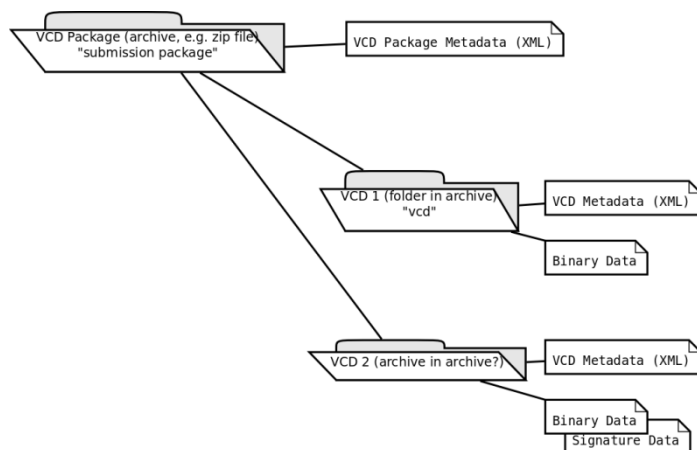 VCD Package (archive, e.g. zip file)
"submission package"
VCD Package Metadata (XML)
VCD 1 (folder in archive)
"vcd"
VCD Metadata (XML)
Binary Data
VCD 2 (archive in archive?)
VCD Metadata (XML)
Binary Data
Signature Data